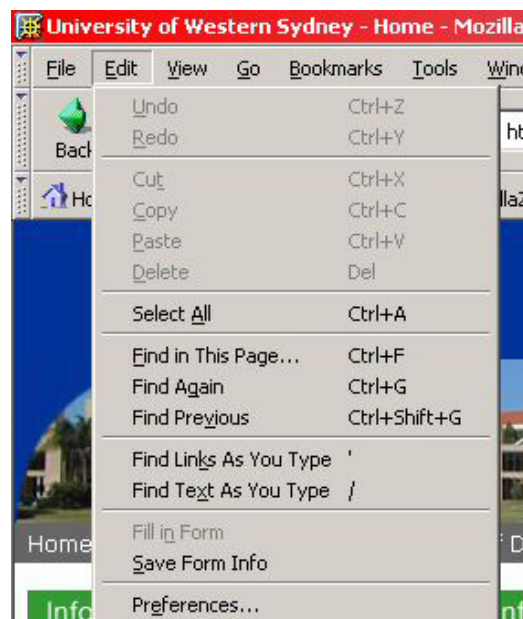 University of Western Sydney - Home - Mozilla
File Edit View Go Bookmarks Tools
Undo Ctrl+Z
Redo Ctrl+Y
Back
Cut Ctrl+X
Copy Ctrl+C
Paste Ctrl+V
Delete Del
Select All Ctrl+A
Find in This Page... Ctrl+F
Find Again Ctrl+G
Find Previous Ctrl+Shift+G
Find Links As You Type '
Find Text As You Type /
Fill in Form
Home
Save Form Info
Preferences...
Info